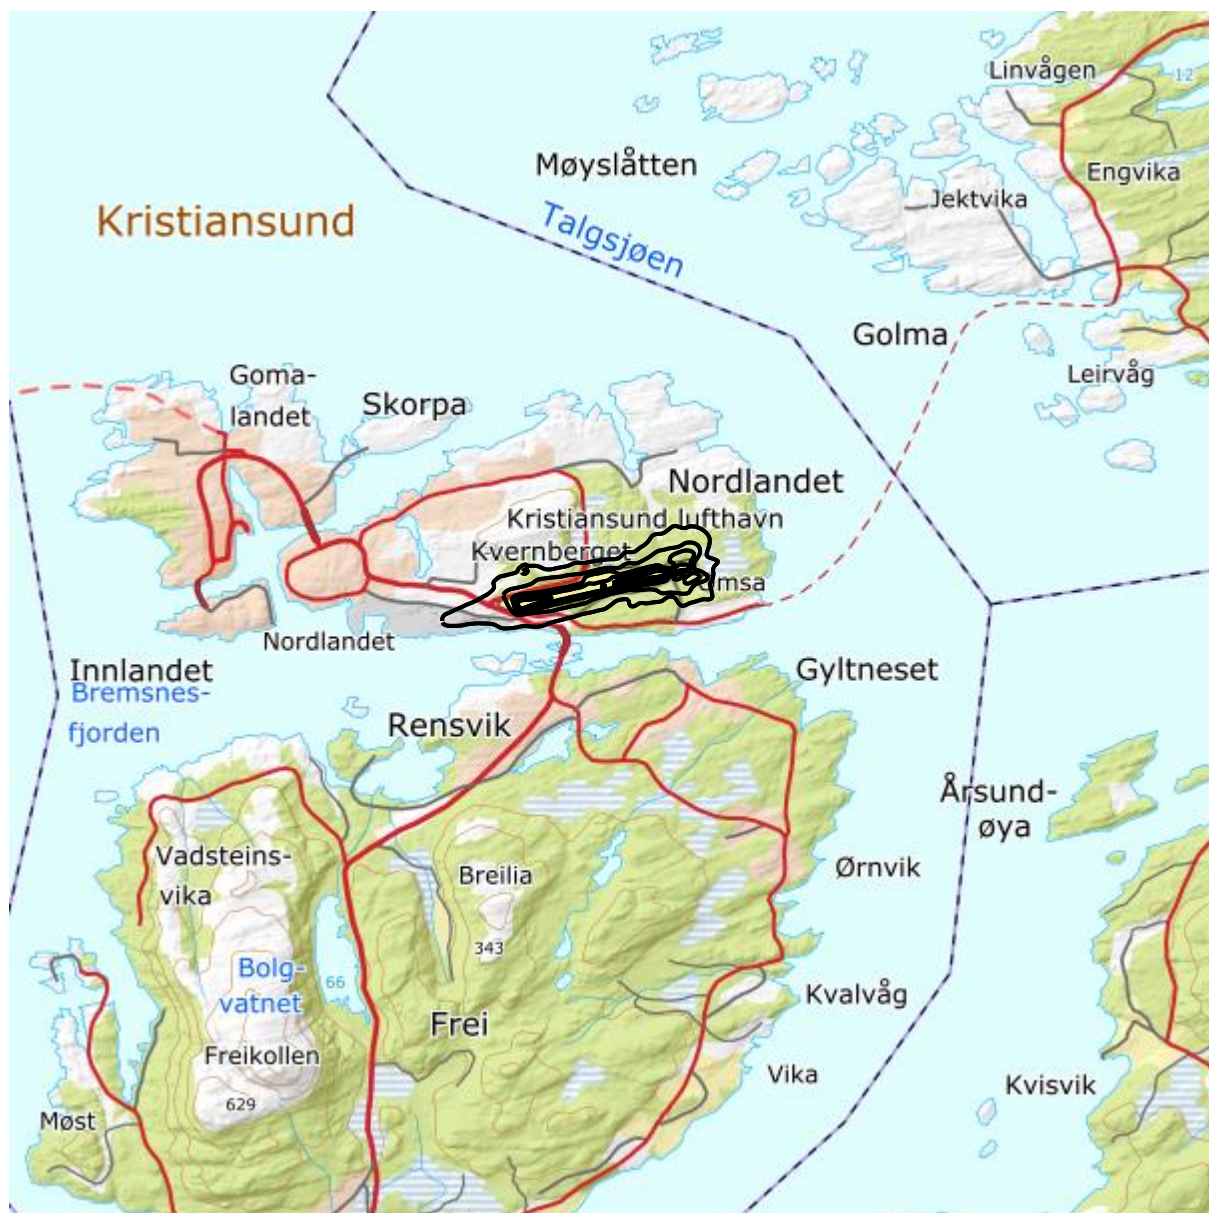 Linvågen
12
Møyslåtten
Engvika
Jektvika
Kristiansund
Talgsjøen
Golma
Leirvåg
Goma-
landet
Skorpa
Nordlandet
Kristiansund lufthavn
Kvernberget
Nordlandet
Innlandet
Bremsnes-
fjorden
Gyltneset
Rensvik
Årsund-
øya
Vadsteins-
vika
Breilia
Ørnvik
343
Bolg-
vatnet
66
Kvalvåg
Frei
Freikollen
Vika
Kvisvik
629
Møst